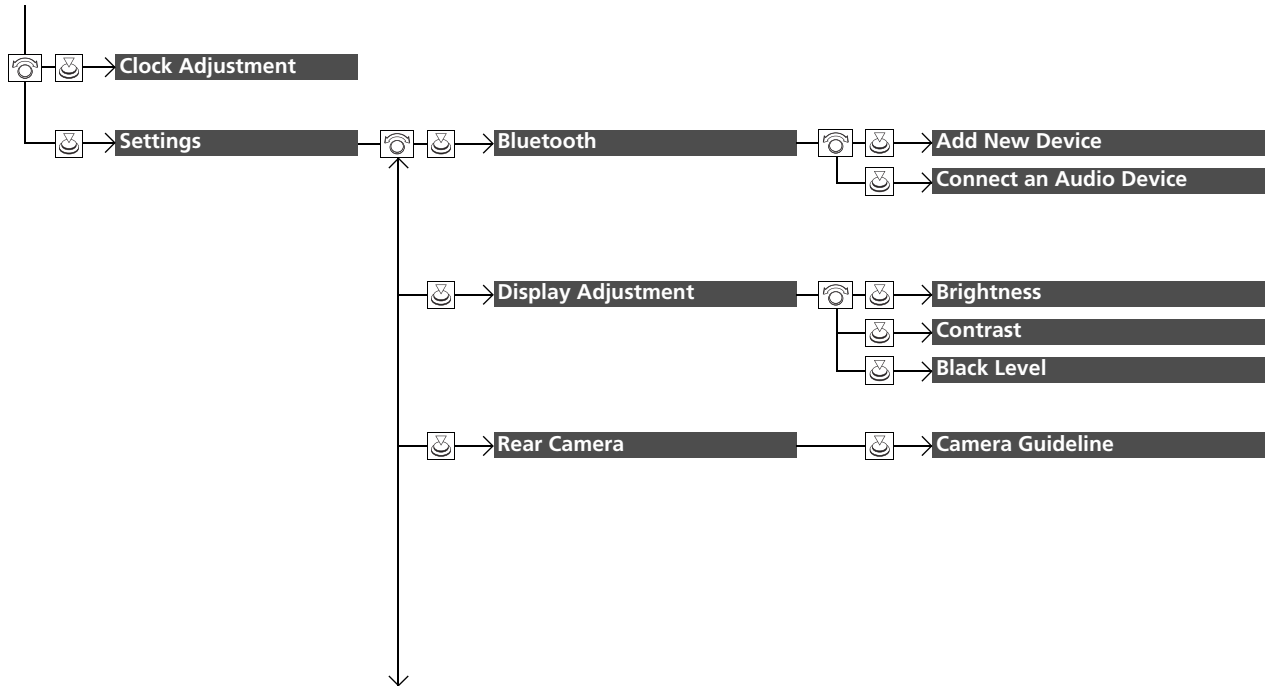 Clock Adjustment
Settings
Bluetooth
Add New Device
Connect an Audio Device
Display Adjustment
Brightness
Contrast
Black Level
Rear Camera
Camera Guideline